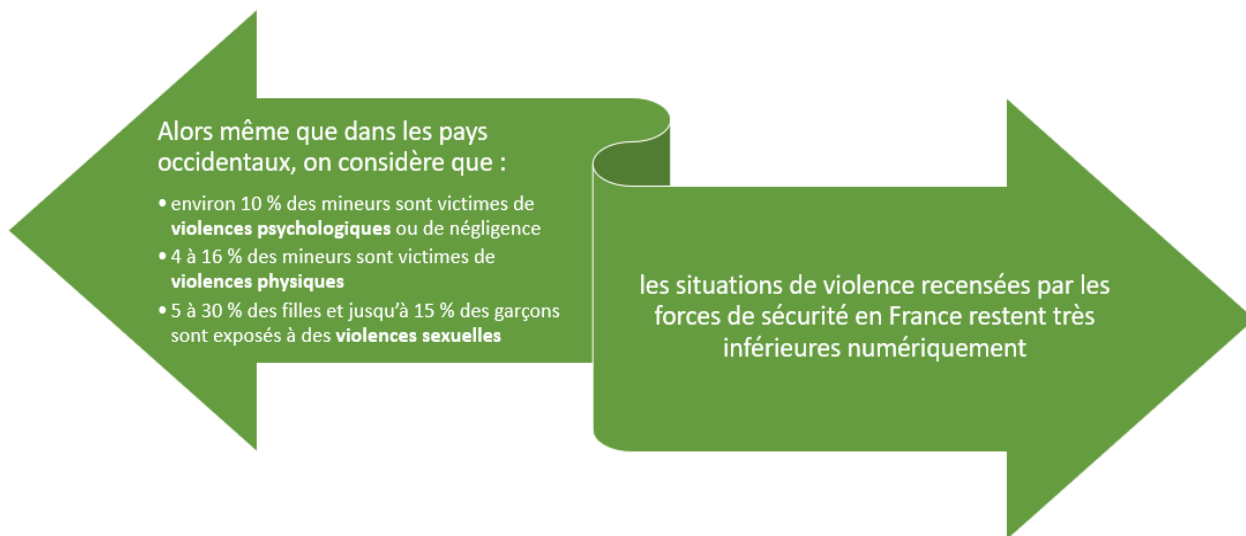 Alors même que dans les pays
occidentaux, on considère que :
• environ 10 % des mineurs sont victimes de
violences psychologiques ou de négligence
• 4 à 16 % des mineurs sont victimes de
violences physiques
• 5 à 30 % des filles et jusqu’à 15 % des garçons
sont exposés à des violences sexuelles
les situations de violence recensées par les
forces de sécurité en France restent très
inférieures numériquement